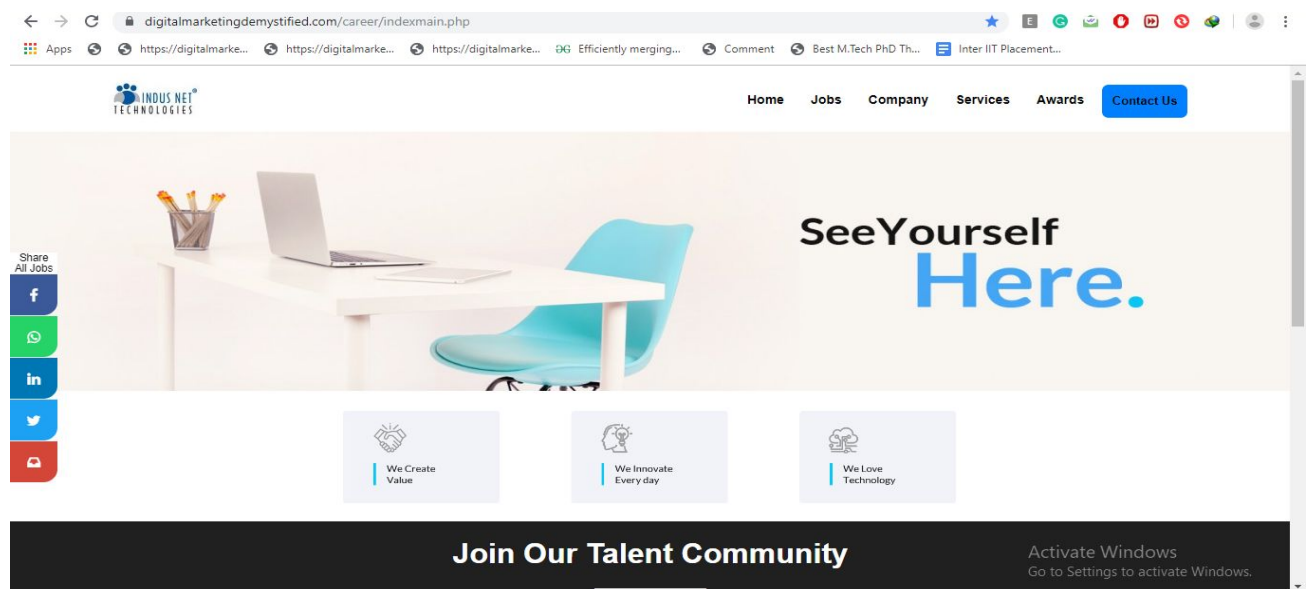 digitalmarketingdemystified.com/career/indexmain.php
Apps https://digitalmarke... https://digitalmarke... https://digitalmarke... Efficiently merging... Comment Best M.Tech PhD Th... Inter IIT Placement...
INDUS NET®
TECHNOLOGIES
Home Jobs Company Services Awards Contact Us
SeeYourself
Here.
Share
All Jobs
We Create
Value
We Innovate
Every day
We Love
Technology
Join Our Talent Community
Activate Windows
Go to Settings to activate Windows.